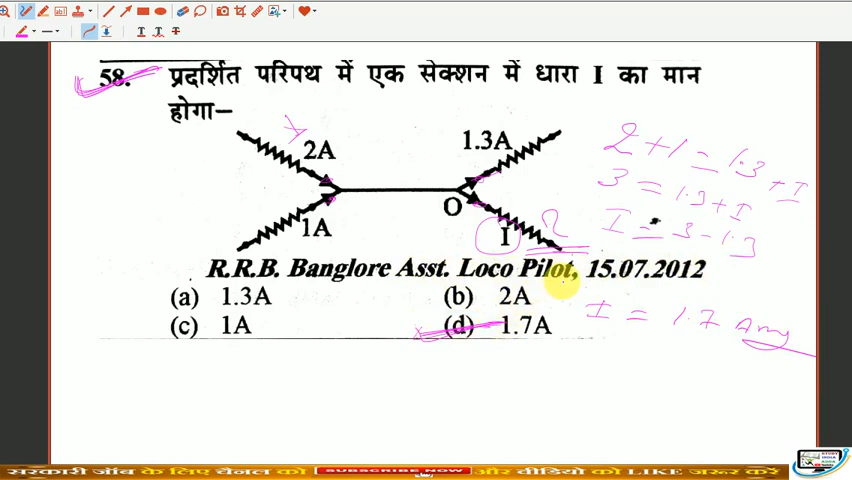 58. प्रदर्शित परिपथ में एक सेक्शन में धारा I का मान
होगा–
2A
1.3A
1A
O
I
R.R.B. Banglore Asst. Loco Pilot, 15.07.2012
(a) 1.3A
(b) 2A
(c) 1A
(d) 1.7A
2+1 = 1.3 + I
3 = 1.3 + I
I = 3 - 1.3
I = 1.7 Amp
सरकारी जॉब के लिए चैनल को SUBSCRIBE NOW और वीडियो को LIKE जरूर करें